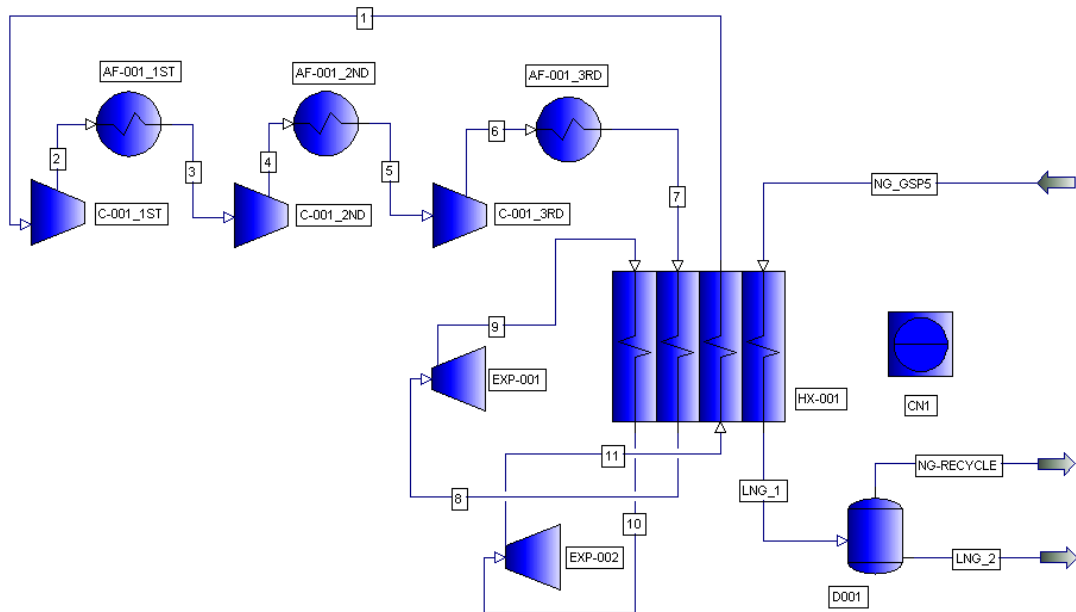 1
AF-001_1ST
AF-001_2ND
AF-001_3RD
2
3
4
5
6
7
NG_GSP5
C-001_1ST
C-001_2ND
C-001_3RD
9
EXP-001
HX-001
CN1
11
8
LNG_1
NG-RECYCLE
10
EXP-002
LNG_2
D001